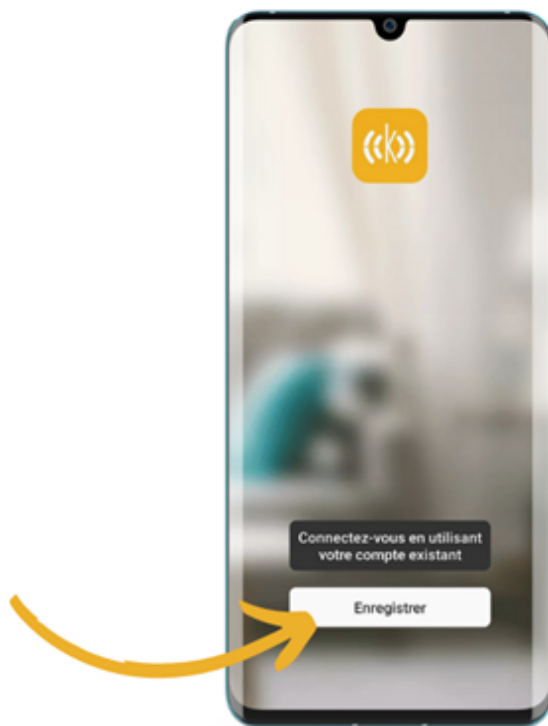 k
Connectez-vous en utilisant
votre compte existant
Enregistrer